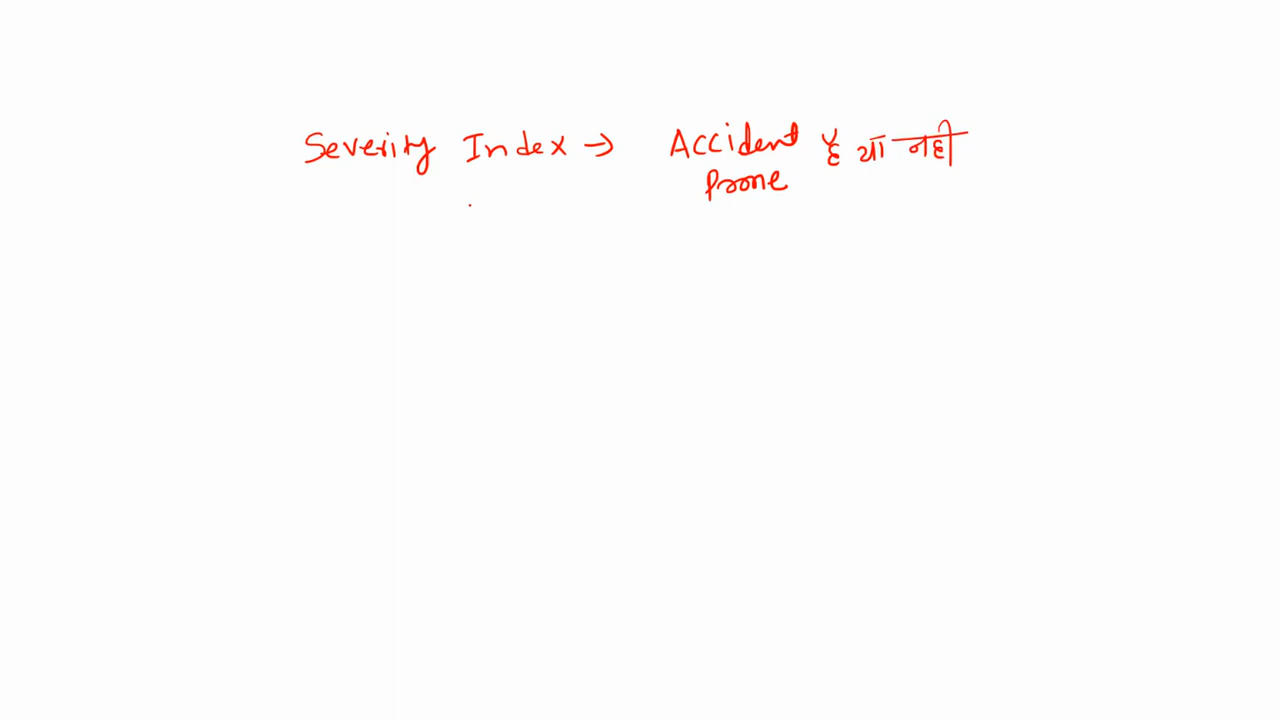 Severity Index → Accident है या नही
Prone